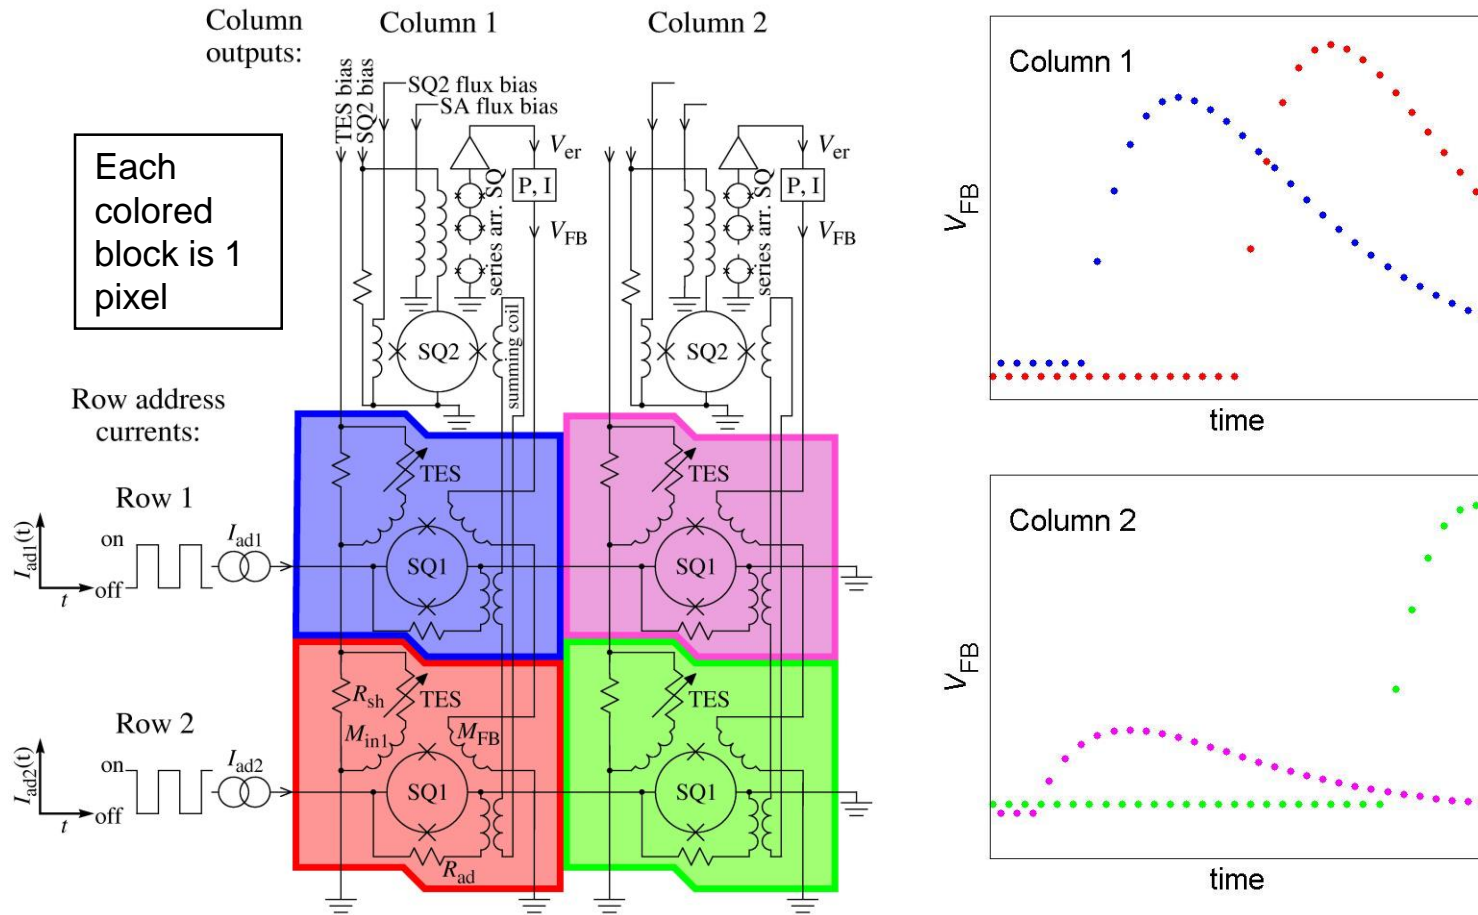 Column
outputs:
Column 1
Column 2
TES bias
SQ2 bias
SQ2 flux bias
SA flux bias
V_er
V_er
P, I
P, I
V_FB
V_FB
series arr. SQ
series arr. SQ
Each
colored
block is 1
pixel
SQ2
SQ2
summing coil
Row address
currents:
TES
TES
Row 1
I_ad1(t)
on
off
t
I_ad1
SQ1
SQ1
R_sh
TES
TES
Row 2
M_in1
M_FB
I_ad2(t)
on
off
t
I_ad2
SQ1
SQ1
R_ad
Column 1
V_FB
time
Column 2
V_FB
time